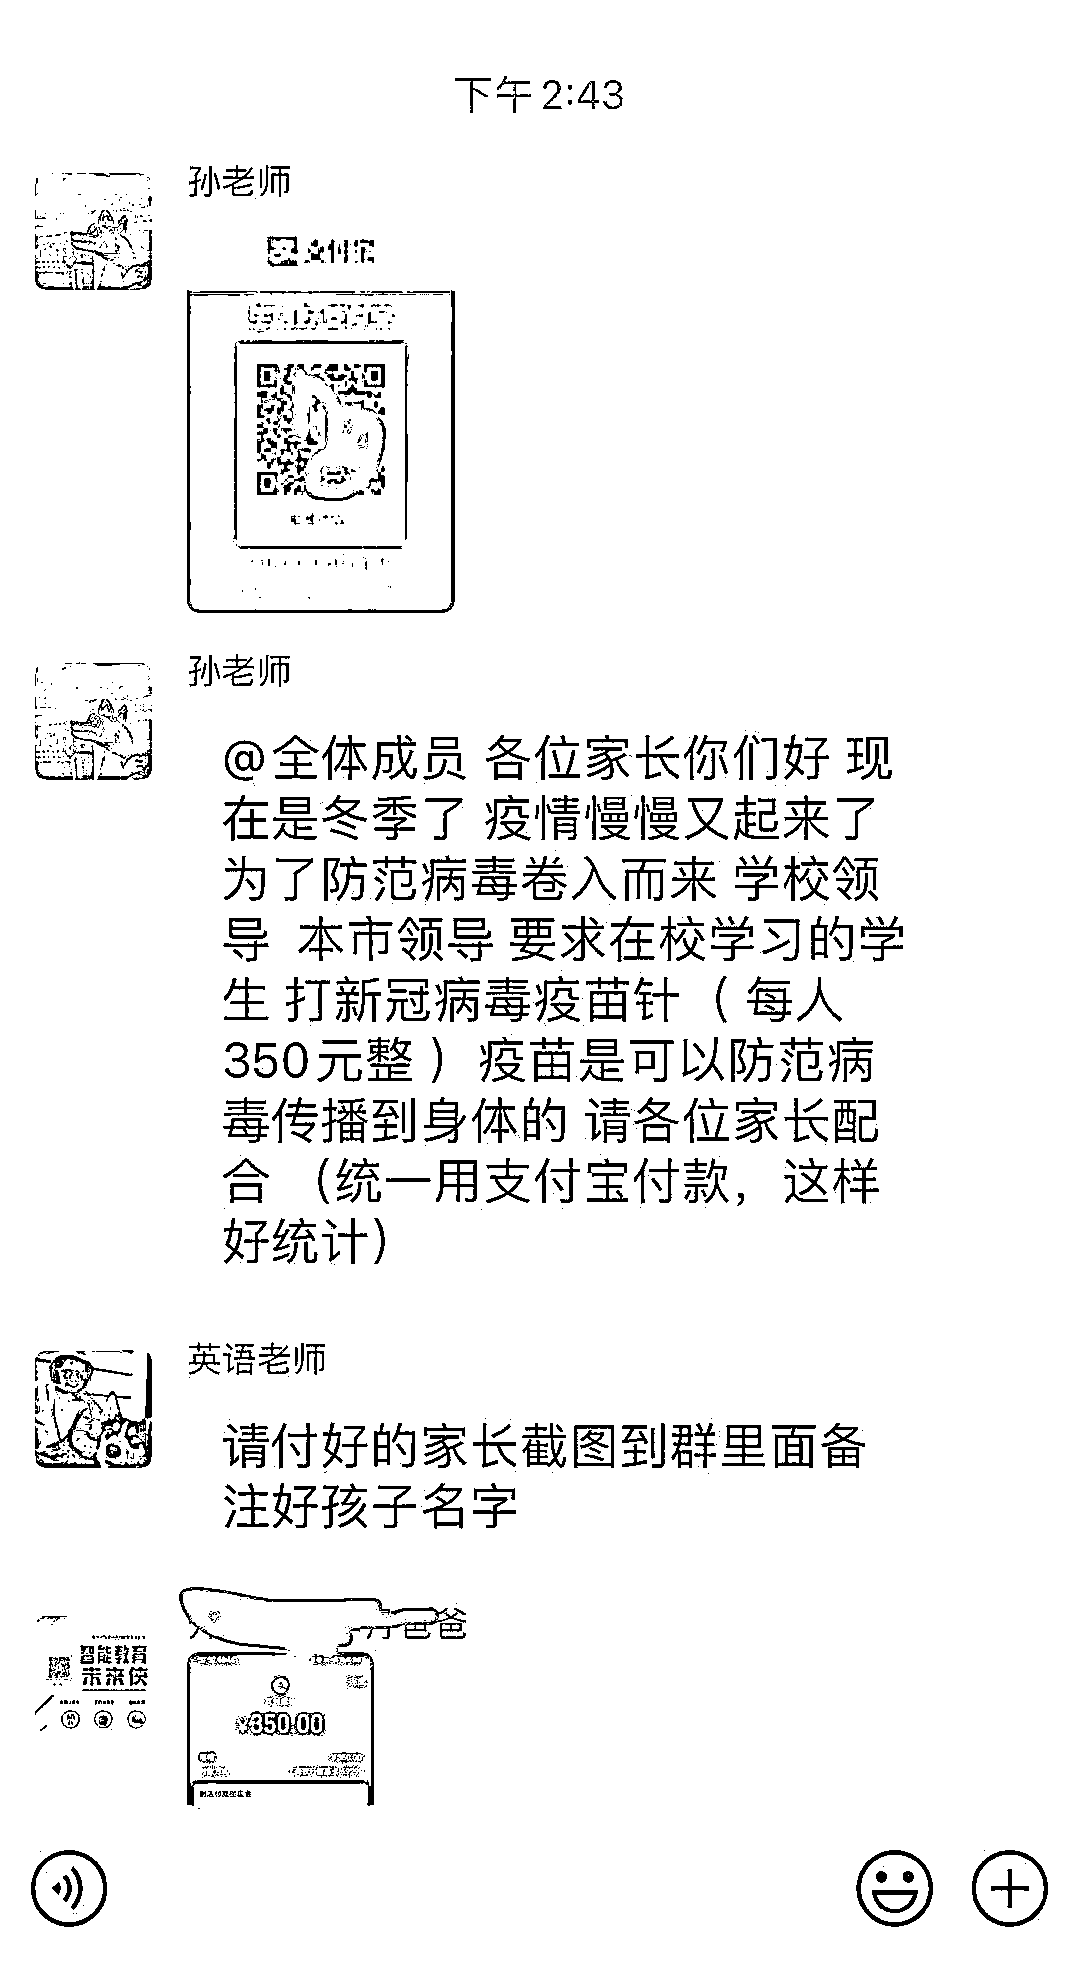 下午2:43
孙老师
支付宝
孙老师
@全体成员 各位家长你们好 现
在是冬季了 疫情慢慢又起来了
为了防范病毒卷入而来 学校领
导 本市领导 要求在校学习的学
生 打新冠病毒疫苗针（ 每人
350元整 ）疫苗是可以防范病
毒传播到身体的 请各位家长配
合 （统一用支付宝付款，这样
好统计）
英语老师
请付好的家长截图到群里面备
注好孩子名字
爸爸
智能教育
未来侠
¥350.00